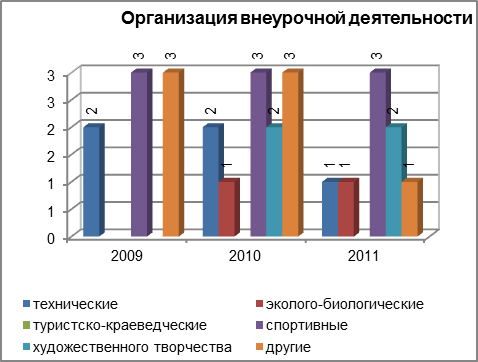 Организация внеурочной деятельности
3 3 3 3 3
2 2 2 2
1 1 1 1
3
3
2
2
1
1
0
2009 2010 2011
технические эколого-биологические
туристско-краеведческие спортивные
художественного творчества другие